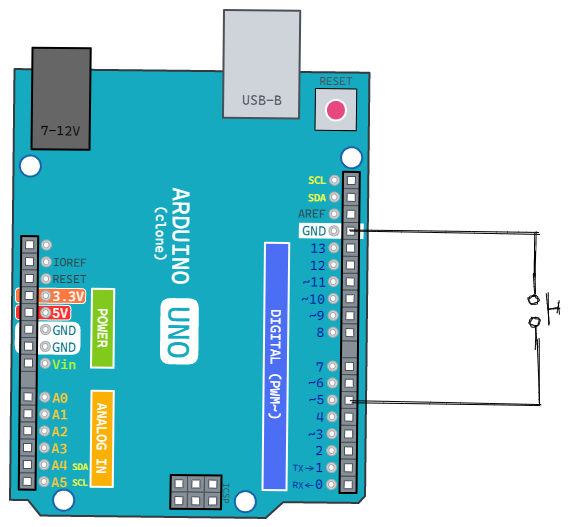 USB-B
7-12V
RESET
SCL
SDA
AREF
GND
13
12
~11
~10
~9
8
7
~6
~5
4
~3
2
TX→1
RX←0
IOREF
RESET
3.3V
5V
GND
GND
Vin
A0
A1
A2
A3
A4 SDA
A5 SCL
POWER
ANALOG IN
ARDUINO
(clone)
UNO
DIGITAL (PWM~)
ICSP